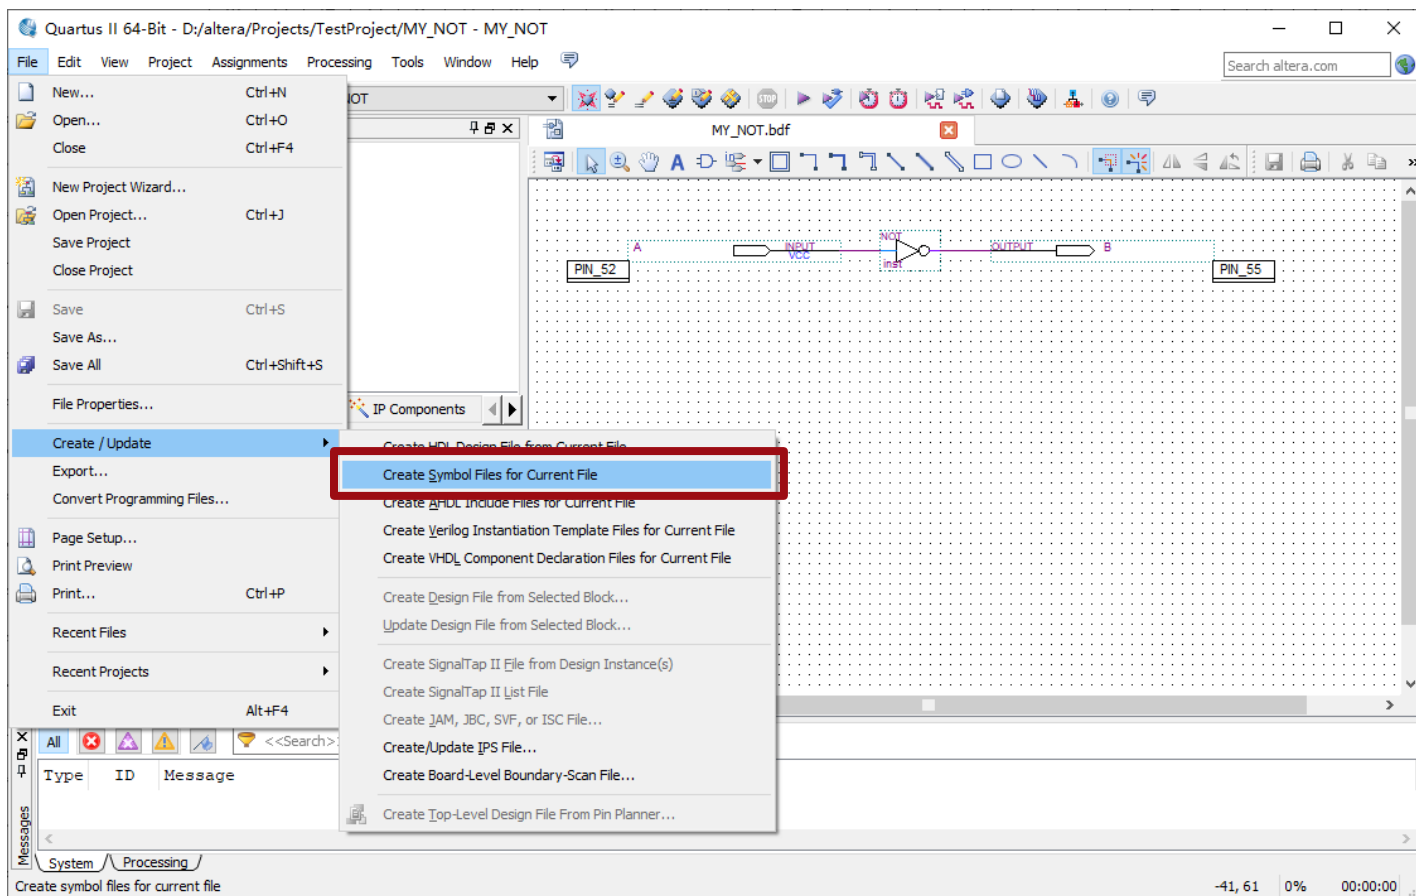 Quartus II 64-Bit - D:/altera/Projects/TestProject/MY_NOT - MY_NOT
File Edit View Project Assignments Processing Tools Window Help
Search altera.com
New... Ctrl+N
Open... Ctrl+O
Close Ctrl+F4
New Project Wizard...
Open Project... Ctrl+J
Save Project
Close Project
Save Ctrl+S
Save As...
Save All Ctrl+Shift+S
File Properties...
Create / Update
Export...
Convert Programming Files...
Page Setup...
Print Preview
Print... Ctrl+P
Recent Files
Recent Projects
Exit Alt+F4
IOT
STOP
IP Components
MY_NOT.bdf
A
A INPUT VCC NOT inst OUTPUT B
PIN_52 PIN_55
Create HDL Design File from Current File
Create Symbol Files for Current File
Create AHDL Include Files for Current File
Create Verilog Instantiation Template Files for Current File
Create VHDL Component Declaration Files for Current File
Create Design File from Selected Block...
Update Design File from Selected Block...
Create SignalTap II File from Design Instance(s)
Create SignalTap II List File
Create JAM, JBC, SVF, or ISC File...
Create/Update IPS File...
Create Board-Level Boundary-Scan File...
Create Top-Level Design File From Pin Planner...
All <<Search>
Type ID Message
Messages
System Processing
Create symbol files for current file -41, 61 0% 00:00:00